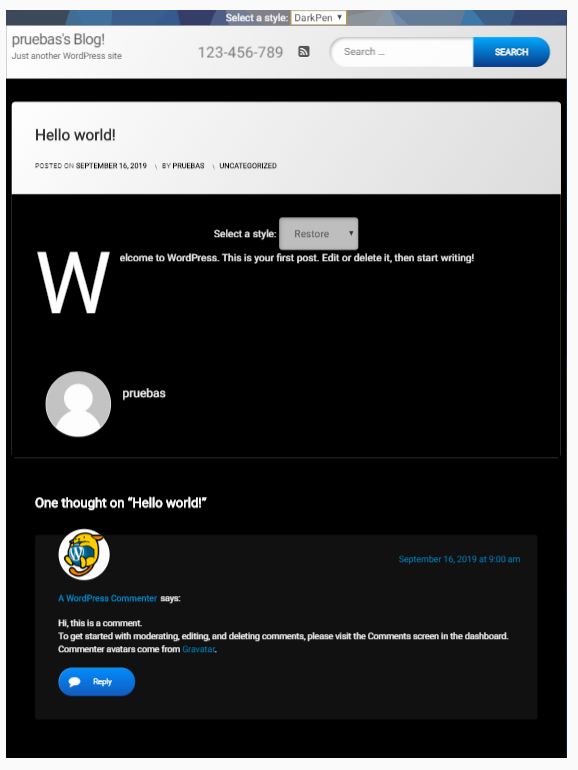 Select a style: DarkPen
pruebas's Blog!
Just another WordPress site
123-456-789
Search ...
SEARCH
Hello world!
POSTED ON SEPTEMBER 16, 2019 \ BY PRUEBAS \ UNCATEGORIZED
Select a style: Restore
Welcome to WordPress. This is your first post. Edit or delete it, then start writing!
pruebas
One thought on “Hello world!”
September 16, 2019 at 9:00 am
A WordPress Commenter says:
Hi, this is a comment.
To get started with moderating, editing, and deleting comments, please visit the Comments screen in the dashboard.
Commenter avatars come from Gravatar.
Reply